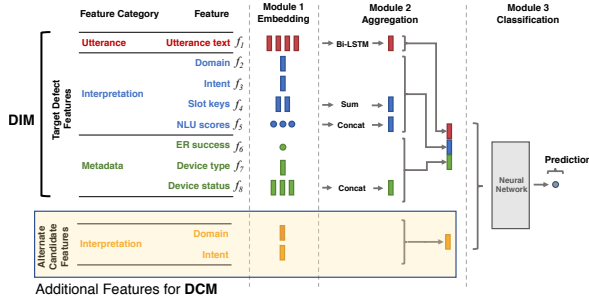 Feature Category Feature Module 1 Embedding Module 2 Aggregation Module 3 Classification
DIM
Target Defect Features
Utterance Utterance text f1 Bi-LSTM
Interpretation
Domain f2
Intent f3
Slot keys f4 Sum
NLU scores f5 Concat
Metadata
ER success f6
Device type f7
Device status f8 Concat
Neural Network
Prediction
Alternate Candidate Features
Interpretation
Domain
Intent
Additional Features for DCM